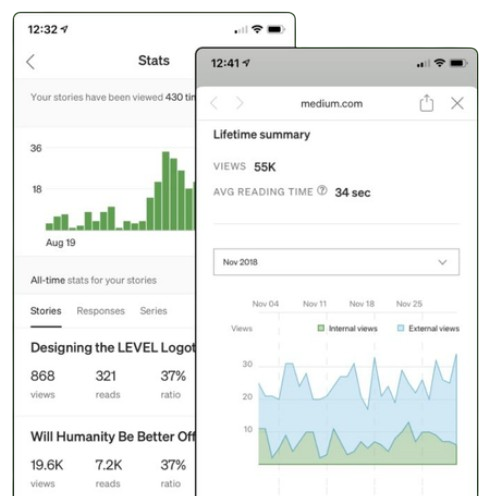 12:32
Stats
Your stories have been viewed 430
36
18
Aug 19
All-time stats for your stories
Stories Responses Series
Designing the LEVEL
868 321 37%
views reads ratio
Will Humanity Be Better Off
19.6K 7.2K 37%
views reads ratio
12:41
medium.com
Lifetime summary
VIEWS 55K
AVG READING TIME ? 34 sec
Nov 2018
Nov 04 Nov 11 Nov 18 Nov 25
Views Internal views External views
30
20
10